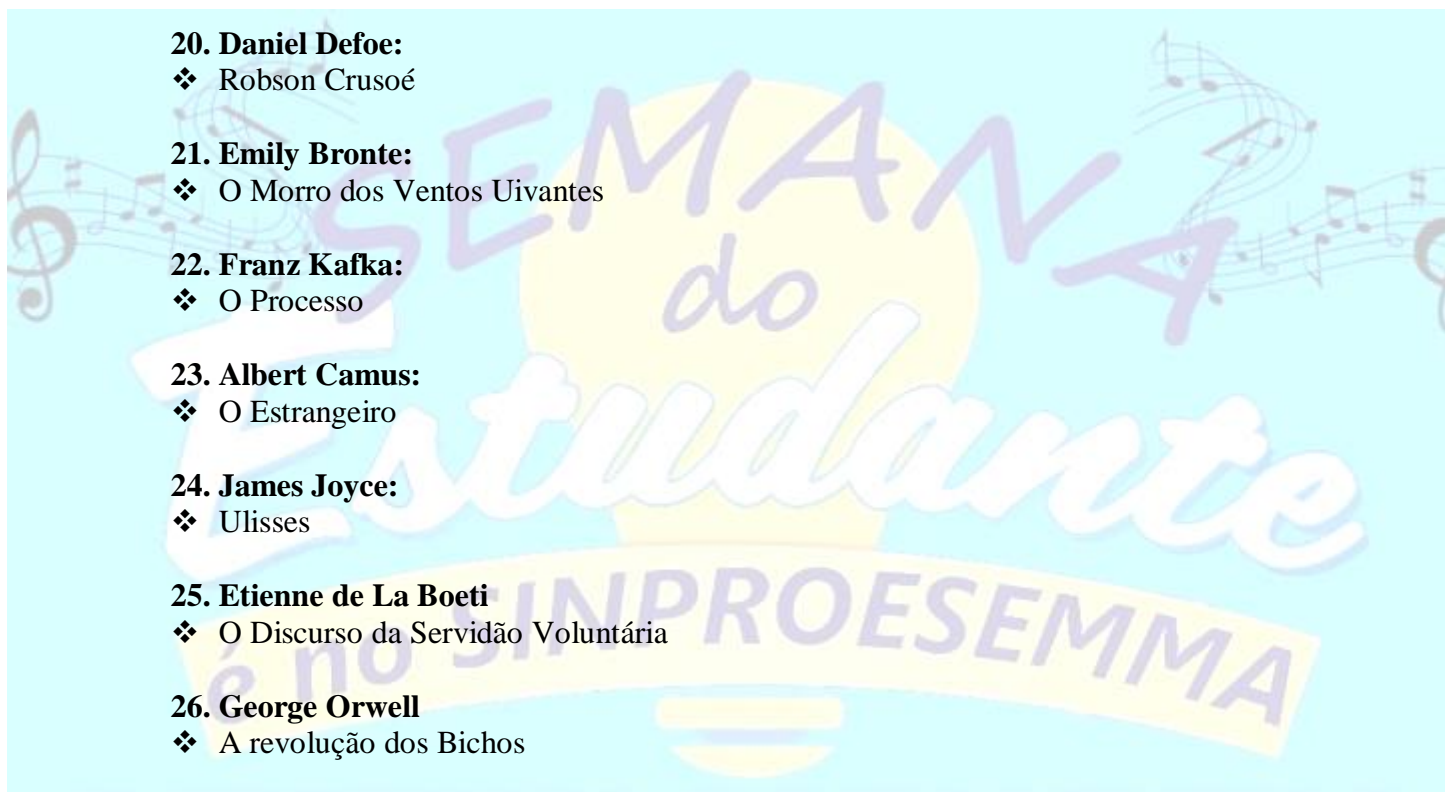 20. Daniel Defoe:
❖ Robson Crusoé
21. Emily Bronte:
❖ O Morro dos Ventos Uivantes
22. Franz Kafka:
❖ O Processo
23. Albert Camus:
❖ O Estrangeiro
24. James Joyce:
❖ Ulisses
25. Etienne de La Boeti
❖ O Discurso da Servidão Voluntária
26. George Orwell
❖ A revolução dos Bichos
SEMANA
do
Estudante
é no SINPROESEMMA